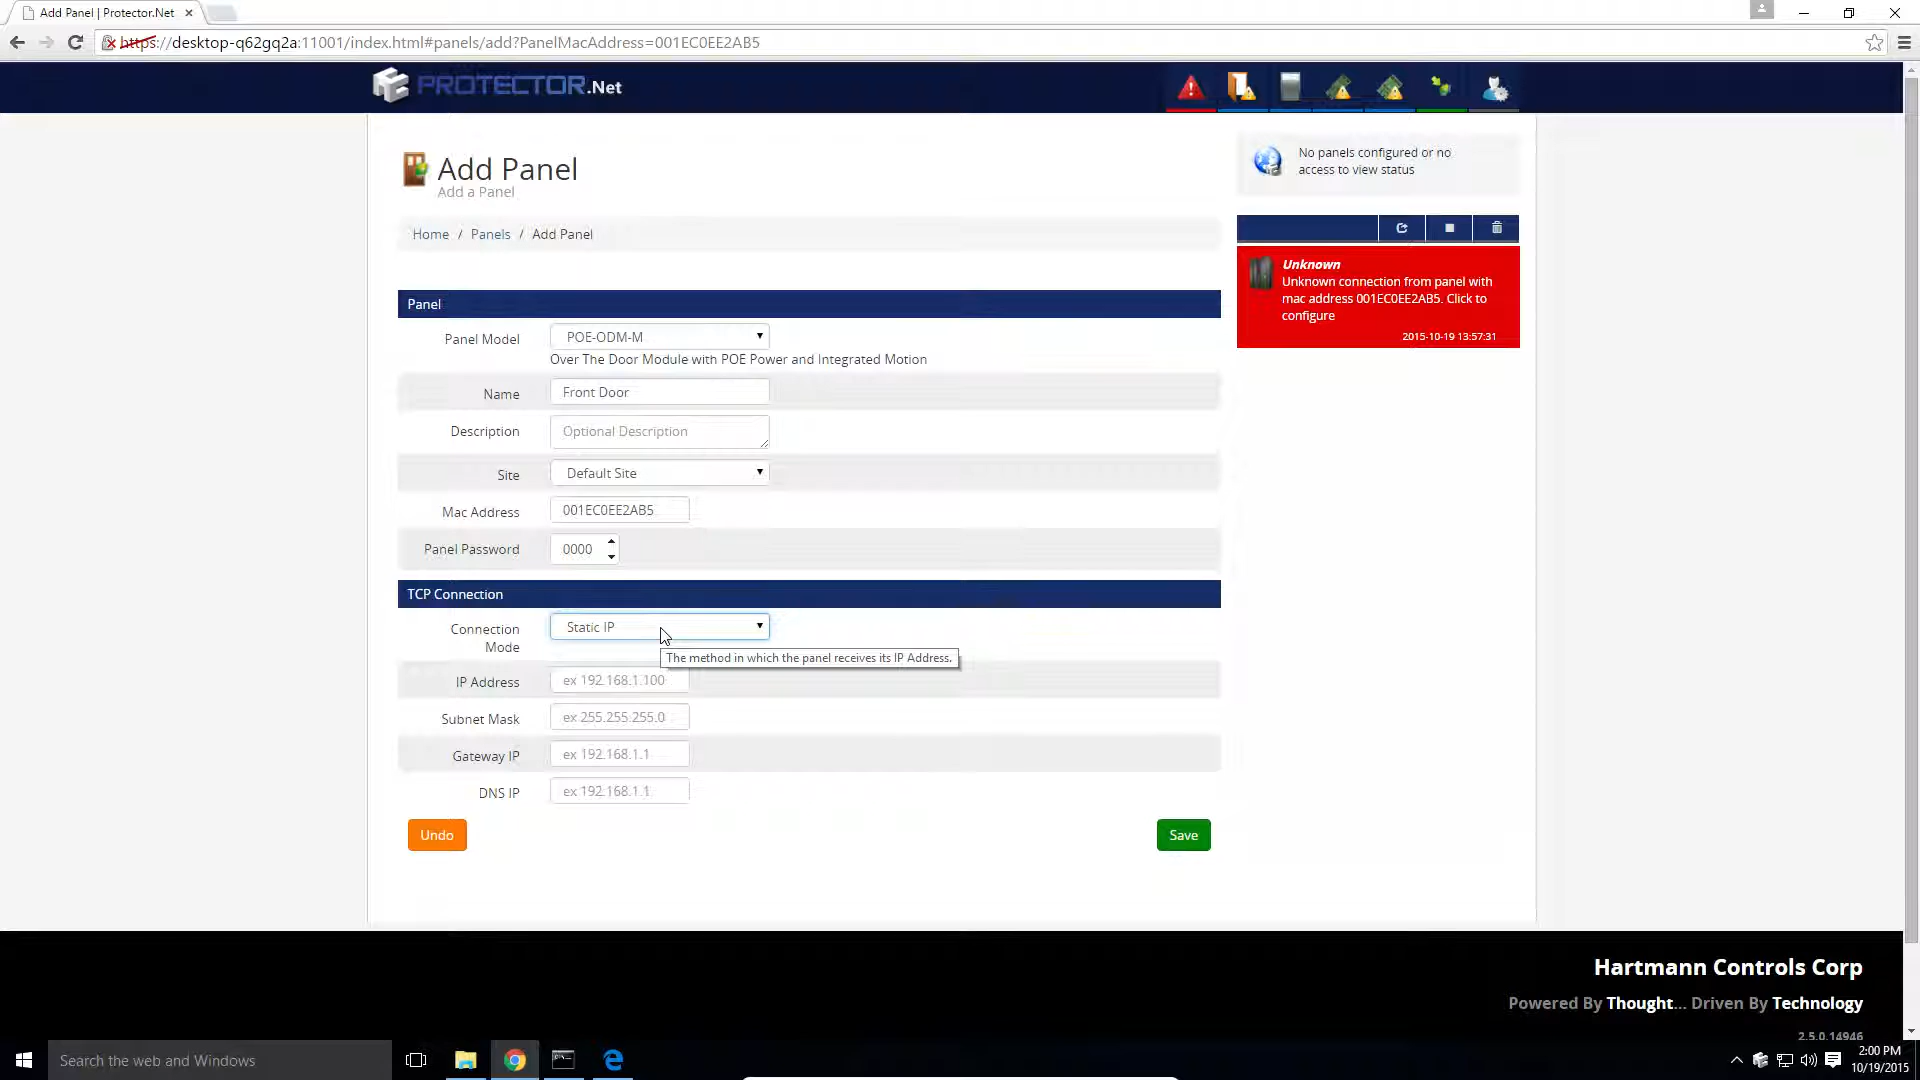 Add Panel | Protector.Net
https://desktop-q62gq2a:11001/index.html#panels/add?PanelMacAddress=001EC0EE2AB5
PROTECTOR.Net
Add Panel
Add a Panel
Home / Panels / Add Panel
No panels configured or no
access to view status
Unknown
Unknown connection from panel with
mac address 001EC0EE2AB5. Click to
configure
2015-10-19 13:57:31
Panel
Panel Model
POE-ODM-M
Over The Door Module with POE Power and Integrated Motion
Name
Front Door
Description
Optional Description
Site
Default Site
Mac Address
001EC0EE2AB5
Panel Password
0000
TCP Connection
Connection
Mode
Static IP
The method in which the panel receives its IP Address.
IP Address
ex 192.168.1.100
Subnet Mask
ex 255.255.255.0
Gateway IP
ex 192.168.1.1
DNS IP
ex 192.168.1.1
Undo
Save
Hartmann Controls Corp
Powered By Thought... Driven By Technology
2.5.0.14946
Search the web and Windows
2:00 PM
10/19/2015